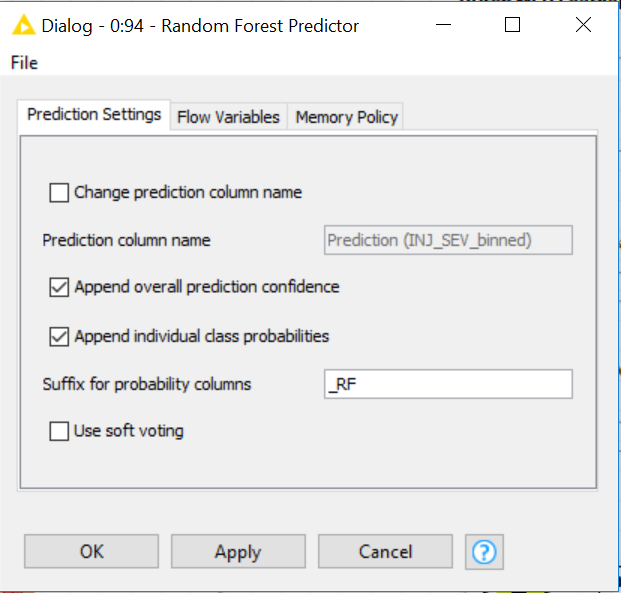 Dialog - 0:94 - Random Forest Predictor
File
Prediction Settings Flow Variables Memory Policy
Change prediction column name
Prediction column name Prediction (INJ_SEV_binned)
Append overall prediction confidence
Append individual class probabilities
Suffix for probability columns _RF
Use soft voting
OK Apply Cancel ?